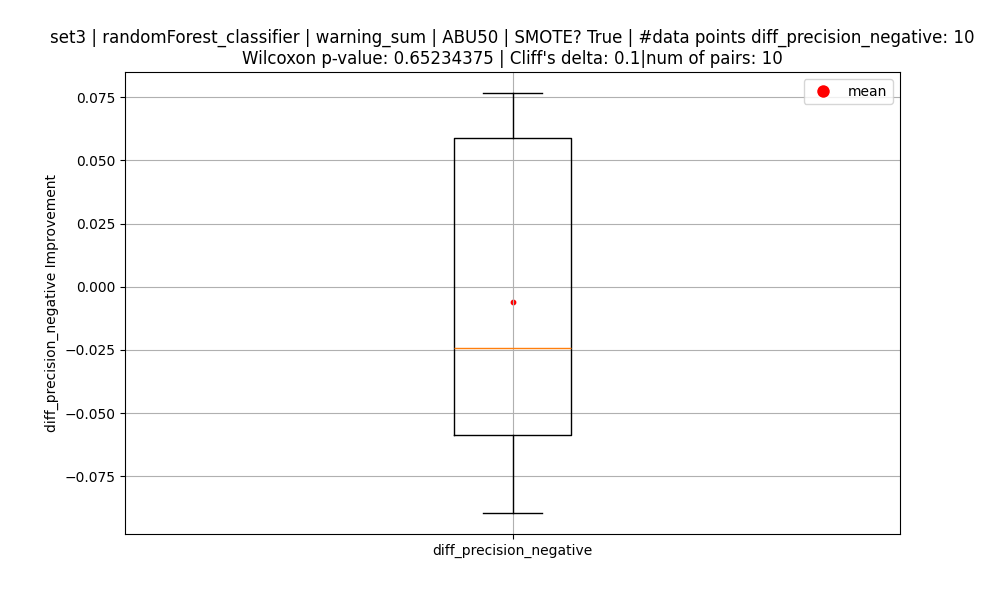 set3 | randomForest_classifier | warning_sum | ABU50 | SMOTE? True | #data points diff_precision_negative: 10
Wilcoxon p-value: 0.65234375 | Cliff's delta: 0.1|num of pairs: 10
mean
0.075
0.050
0.025
0.000
−0.025
−0.050
−0.075
diff_precision_negative Improvement
diff_precision_negative